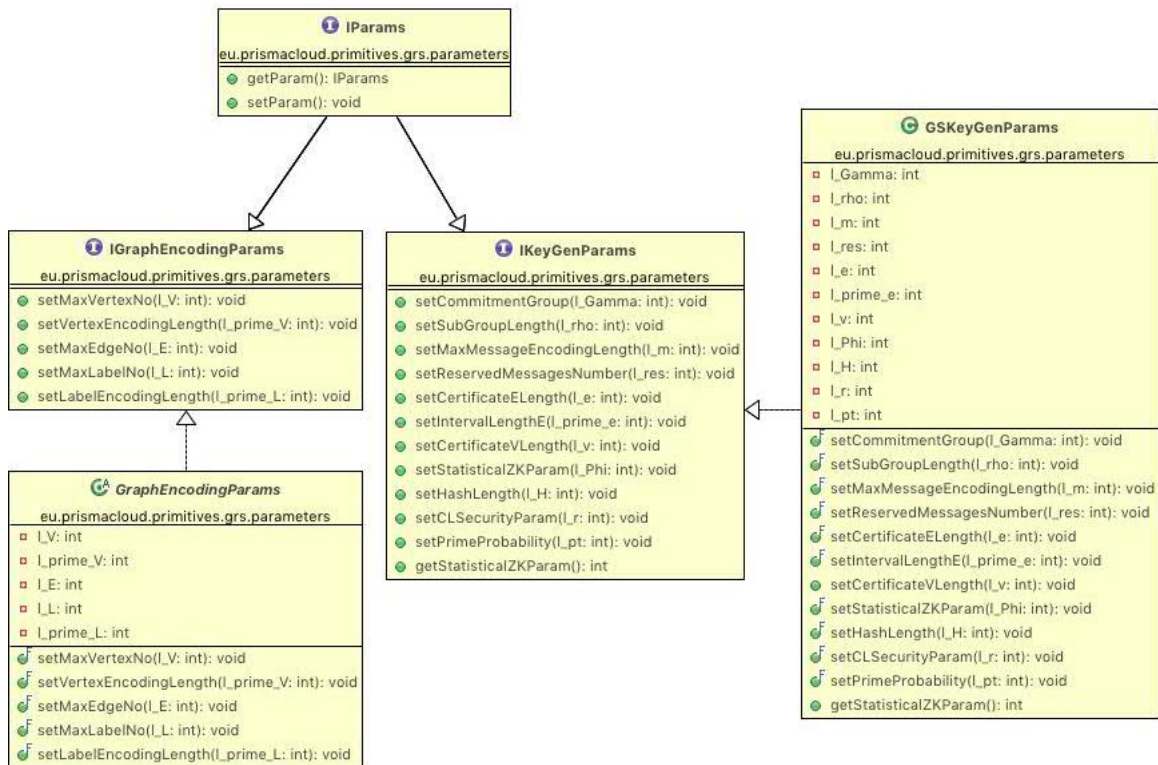 IParams
eu.prismacloud.primitives.grs.parameters
getParam(): IParams
setParam(): void
IGraphEncodingParams
eu.prismacloud.primitives.grs.parameters
setMaxVertexNo(l_V: int): void
setVertexEncodingLength(l_prime_V: int): void
setMaxEdgeNo(l_E: int): void
setMaxLabelNo(l_L: int): void
setLabelEncodingLength(l_prime_L: int): void
GraphEncodingParams
eu.prismacloud.primitives.grs.parameters
l_V: int
l_prime_V: int
l_E: int
l_L: int
l_prime_L: int
setMaxVertexNo(l_V: int): void
setVertexEncodingLength(l_prime_V: int): void
setMaxEdgeNo(l_E: int): void
setMaxLabelNo(l_L: int): void
setLabelEncodingLength(l_prime_L: int): void
IKeyGenParams
eu.prismacloud.primitives.grs.parameters
setCommitmentGroup(l_Gamma: int): void
setSubGroupLength(l_rho: int): void
setMaxMessageEncodingLength(l_m: int): void
setReservedMessagesNumber(l_res: int): void
setCertificateELength(l_e: int): void
setIntervalLengthE(l_prime_e: int): void
setCertificateVLength(l_v: int): void
setStatisticalZKParam(l_Phi: int): void
setHashLength(l_H: int): void
setCLSecurityParam(l_r: int): void
setPrimeProbability(l_pt: int): void
getStatisticalZKParam(): int
GSKeyGenParams
eu.prismacloud.primitives.grs.parameters
l_Gamma: int
l_rho: int
l_m: int
l_res: int
l_e: int
l_prime_e: int
l_v: int
l_Phi: int
l_H: int
l_r: int
l_pt: int
setCommitmentGroup(l_Gamma: int): void
setSubGroupLength(l_rho: int): void
setMaxMessageEncodingLength(l_m: int): void
setReservedMessagesNumber(l_res: int): void
setCertificateELength(l_e: int): void
setIntervalLengthE(l_prime_e: int): void
setCertificateVLength(l_v: int): void
setStatisticalZKParam(l_Phi: int): void
setHashLength(l_H: int): void
setCLSecurityParam(l_r: int): void
setPrimeProbability(l_pt: int): void
getStatisticalZKParam(): int